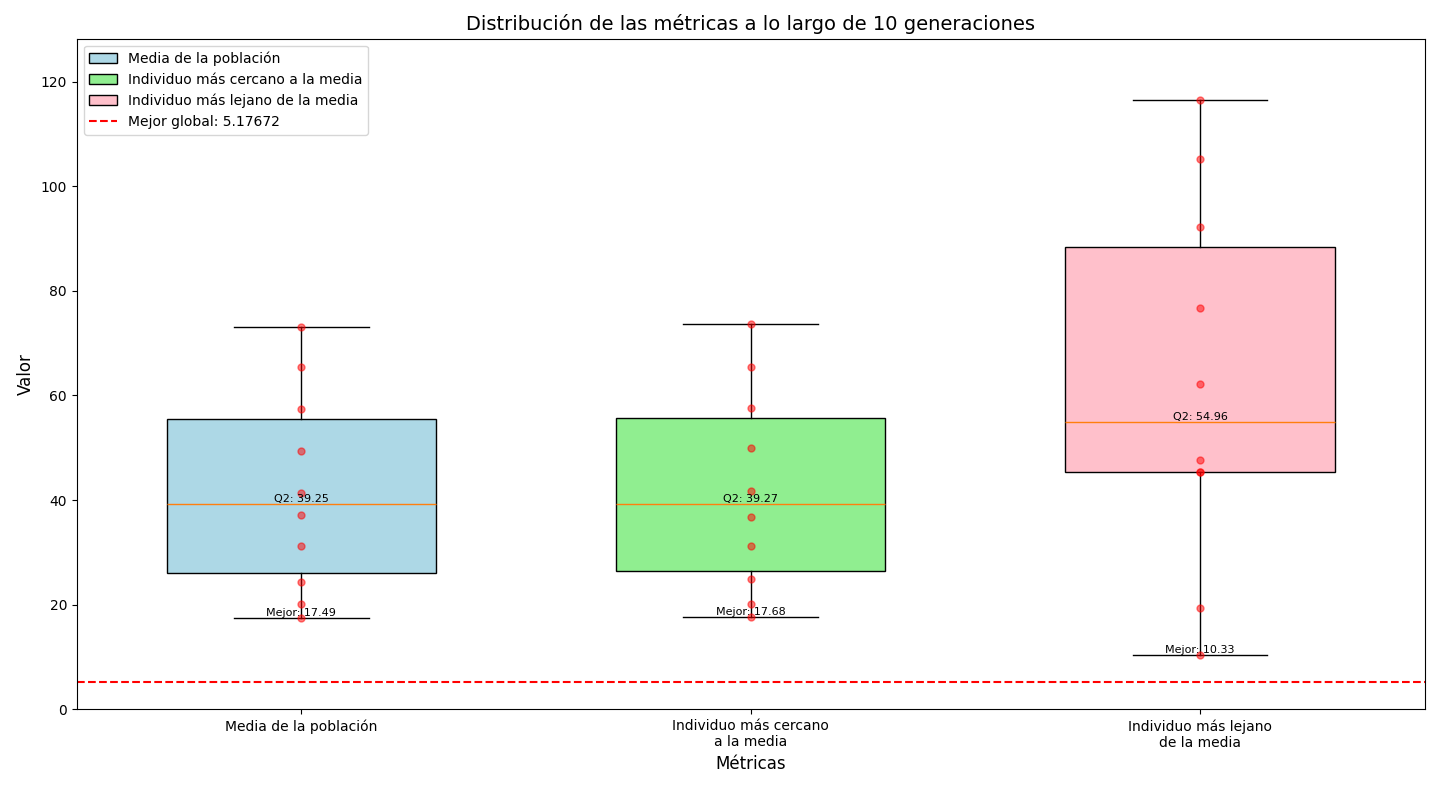 Distribución de las métricas a lo largo de 10 generaciones
Media de la población
Individuo más cercano a la media
Individuo más lejano de la media
Mejor global: 5.17672
Valor
120
100
80
60
40
20
0
Q2: 39.25
Mejor: 17.49
Q2: 39.27
Mejor: 17.68
Q2: 54.96
Mejor: 10.33
Media de la población
Individuo más cercano
a la media
Individuo más lejano
de la media
Métricas